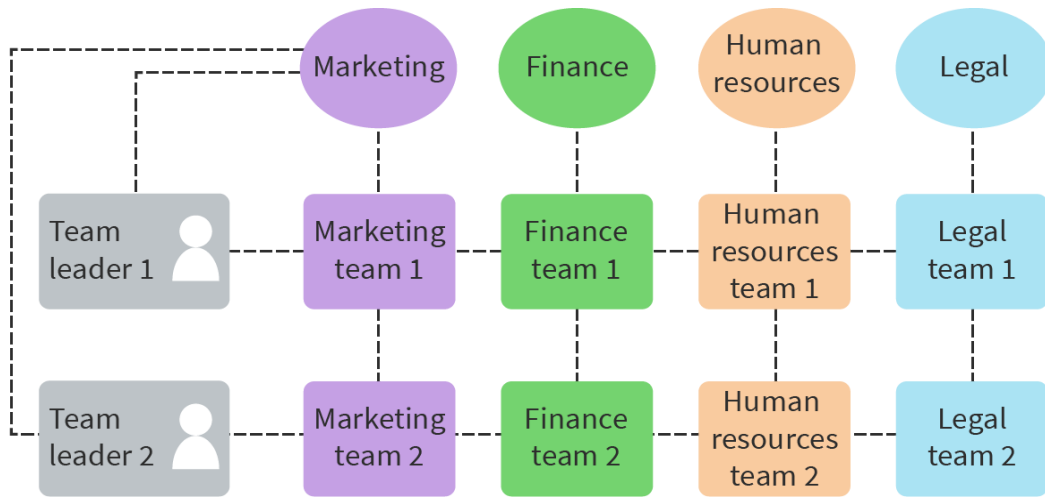 Marketing
Finance
Human
resources
Legal
Team
leader 1
Marketing
team 1
Finance
team 1
Human
resources
team 1
Legal
team 1
Team
leader 2
Marketing
team 2
Finance
team 2
Human
resources
team 2
Legal
team 2